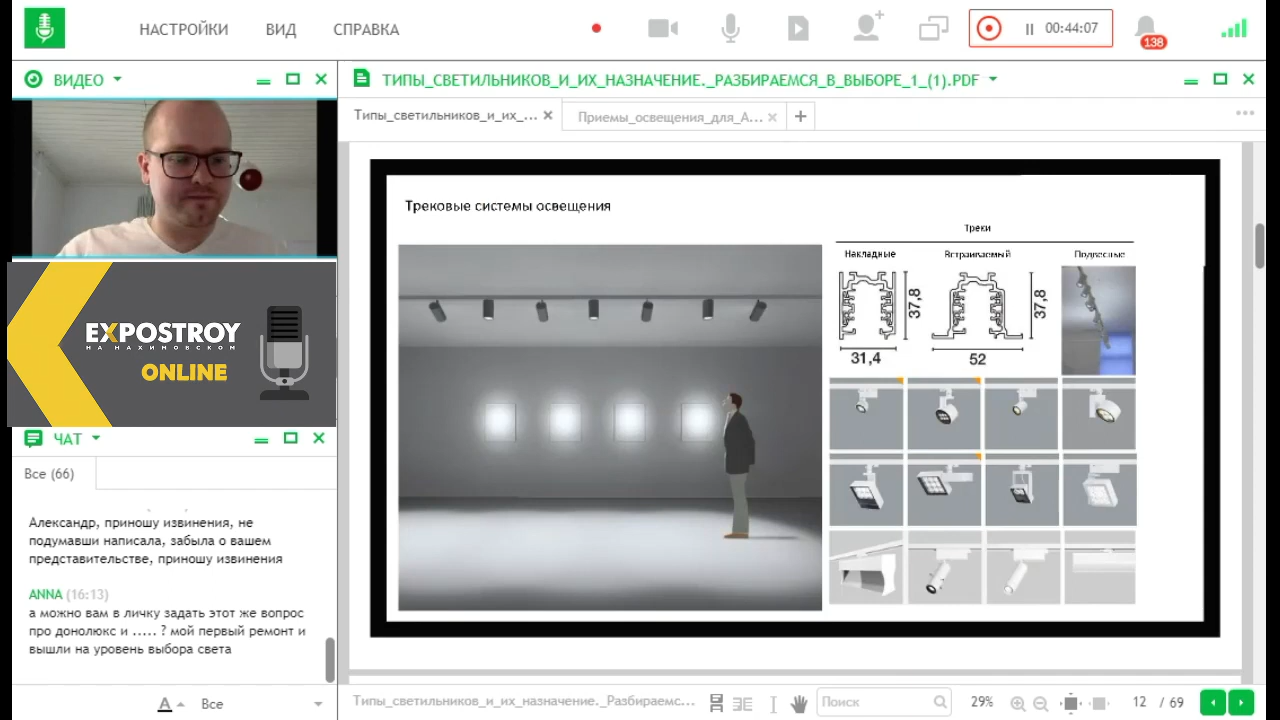 НАСТРОЙКИ ВИД СПРАВКА
00:44:07
138
ВИДЕО
ТИПЫ_СВЕТИЛЬНИКОВ_И_ИХ_НАЗНАЧЕНИЕ._РАЗБИРАЕМСЯ_В_ВЫБОРЕ_1_(1).PDF
Типы_светильников_и_их_...
Приемы_освещения_для_А...
Трековые системы освещения
Треки
Накладные Встраиваемый Подвесные
37,8
31,4
37,8
52
EXPOSTROY
НА НАХИМОВСКОМ
ONLINE
ЧАТ
Все (66)
Александр, приношу извинения, не
подумавши написала, забыла о вашем
представительстве, приношу извинения
ANNA (16:13)
а можно вам в личку задать этот же вопрос
про донолюкс и ..... ? мой первый ремонт и
вышли на уровень выбора света
A Все
Типы_светильников_и_их_назначение._Разбираемс...
Поиск
29%
12 / 69